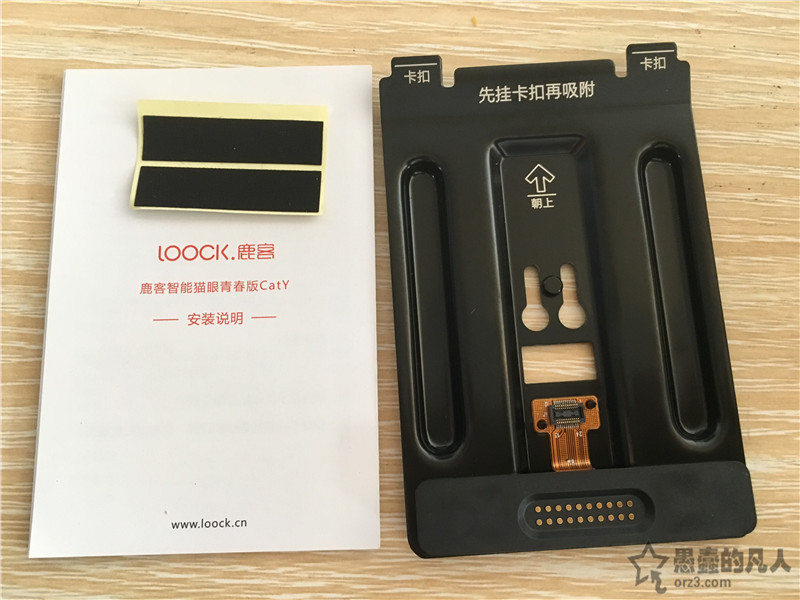 LOOCK.鹿客
鹿客智能猫眼青春版CatY
安装说明
www.loock.cn
卡扣
卡扣
先挂卡扣再吸附
朝上
愚蠢的凡人
orz3.com